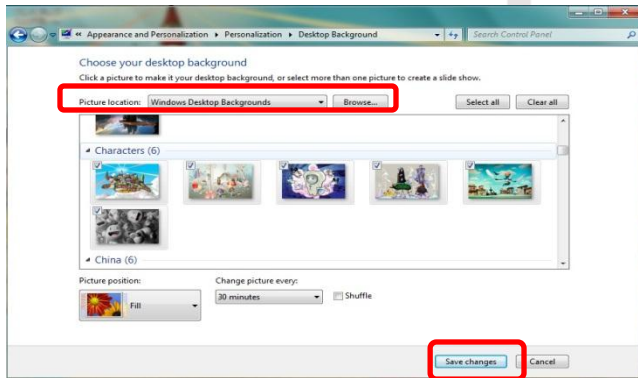 « Appearance and Personalization ▸ Personalization ▸ Desktop Background Search Control Panel
Choose your desktop background
Click a picture to make it your desktop background, or select more than one picture to create a slide show.
Picture location: Windows Desktop Backgrounds Browse... Select all Clear all
Characters (6)
China (6)
Picture position: Change picture every:
Fill 30 minutes Shuffle
Save changes Cancel